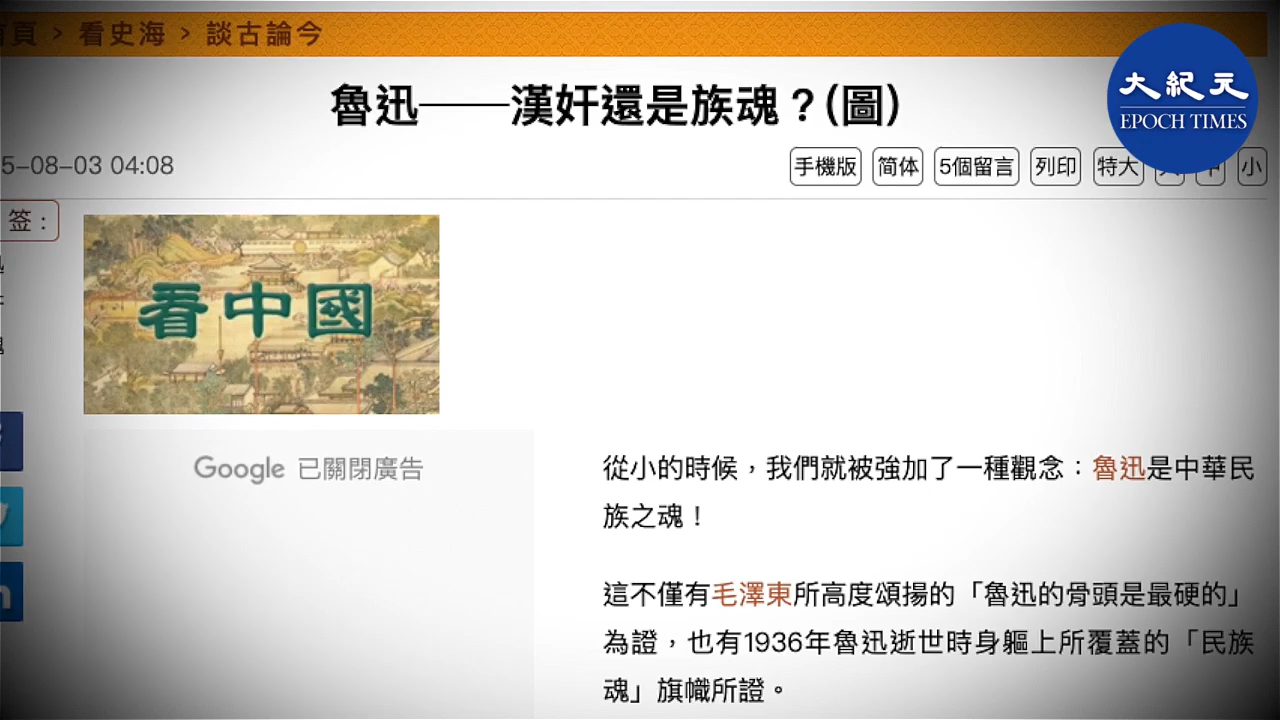 頁 > 看史海 > 談古論今
大紀元
EPOCH TIMES
魯迅——漢奸還是族魂？(圖)
5-08-03 04:08
手機版 简体 5個留言 列印 特大 小
签：
看中國
Google 已關閉廣告
從小的時候，我們就被強加了一種觀念：魯迅是中華民
族之魂！
這不僅有毛澤東所高度頌揚的「魯迅的骨頭是最硬的」
為證，也有1936年魯迅逝世時身軀上所覆蓋的「民族
魂」旗幟所證。